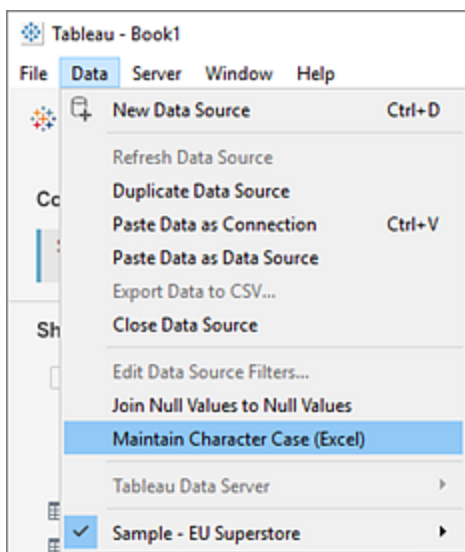 Tableau - Book1
File Data Server Window Help
New Data Source Ctrl+D
Refresh Data Source
Co
Duplicate Data Source
Paste Data as Connection Ctrl+V
Paste Data as Data Source
Export Data to CSV...
Sh
Close Data Source
Edit Data Source Filters...
Join Null Values to Null Values
Maintain Character Case (Excel)
Tableau Data Server
Sample - EU Superstore